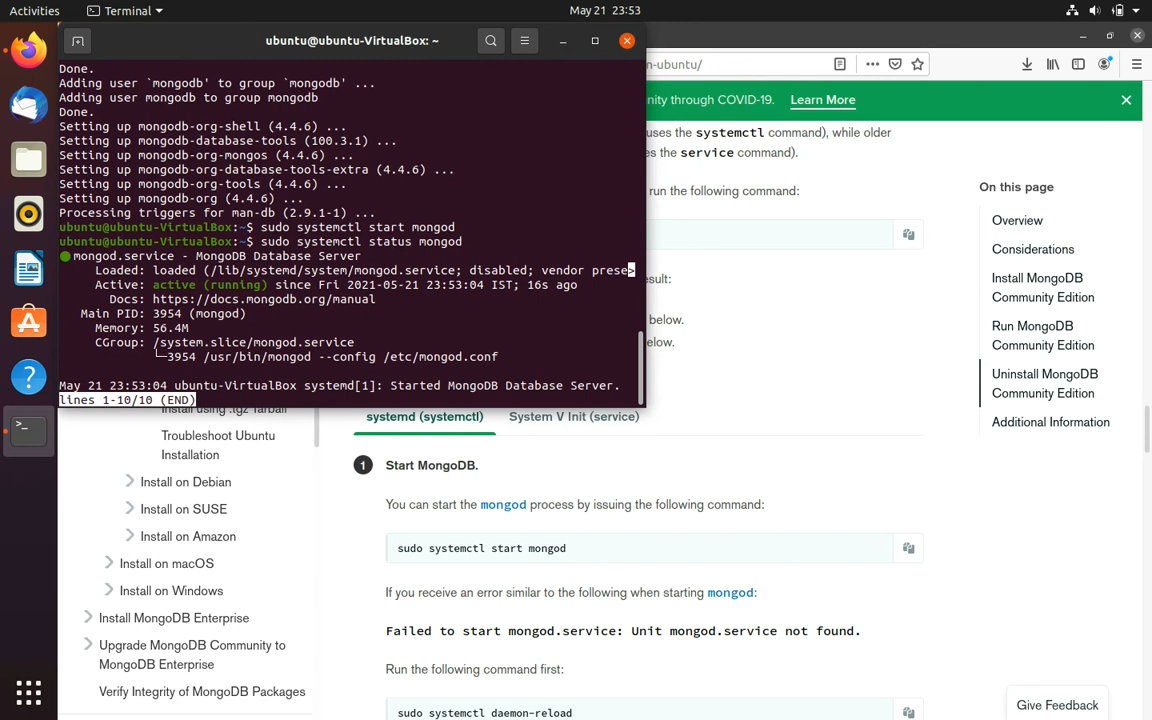 Activities
Terminal
May 21 23:53
ubuntu@ubuntu-VirtualBox: ~
Done.
Adding user `mongodb' to group `mongodb' ...
Adding user mongodb to group mongodb
Done.
Setting up mongodb-org-shell (4.4.6) ...
Setting up mongodb-database-tools (100.3.1) ...
Setting up mongodb-org-mongos (4.4.6) ...
Setting up mongodb-org-database-tools-extra (4.4.6) ...
Setting up mongodb-org-tools (4.4.6) ...
Setting up mongodb-org (4.4.6) ...
Processing triggers for man-db (2.9.1-1) ...
ubuntu@ubuntu-VirtualBox:~$ sudo systemctl start mongod
ubuntu@ubuntu-VirtualBox:~$ sudo systemctl status mongod
● mongod.service - MongoDB Database Server
Loaded: loaded (/lib/systemd/system/mongod.service; disabled; vendor prese>
Active: active (running) since Fri 2021-05-21 23:53:04 IST; 16s ago
Docs: https://docs.mongodb.org/manual
Main PID: 3954 (mongod)
Memory: 56.4M
CGroup: /system.slice/mongod.service
└─3954 /usr/bin/mongod --config /etc/mongod.conf
May 21 23:53:04 ubuntu-VirtualBox systemd[1]: Started MongoDB Database Server.
lines 1-10/10 (END)
n-ubuntu/
nity through COVID-19. Learn More
uses the systemctl command), while older
es the service command).
run the following command:
sult:
below.
elow.
On this page
Overview
Considerations
Install MongoDB
Community Edition
Run MongoDB
Community Edition
Uninstall MongoDB
Community Edition
Additional Information
Install using .tgz Tarball
Troubleshoot Ubuntu
Installation
Install on Debian
Install on SUSE
Install on Amazon
Install on macOS
Install on Windows
Install MongoDB Enterprise
Upgrade MongoDB Community to
MongoDB Enterprise
Verify Integrity of MongoDB Packages
systemd (systemctl)
System V Init (service)
1 Start MongoDB.
You can start the mongod process by issuing the following command:
sudo systemctl start mongod
If you receive an error similar to the following when starting mongod:
Failed to start mongod.service: Unit mongod.service not found.
Run the following command first:
sudo systemctl daemon-reload
Give Feedback